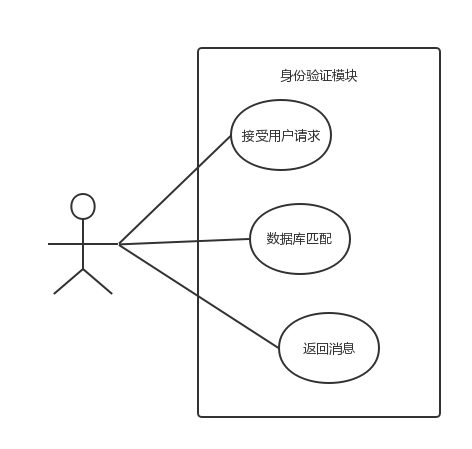 身份验证模块
接受用户请求
数据库匹配
返回消息